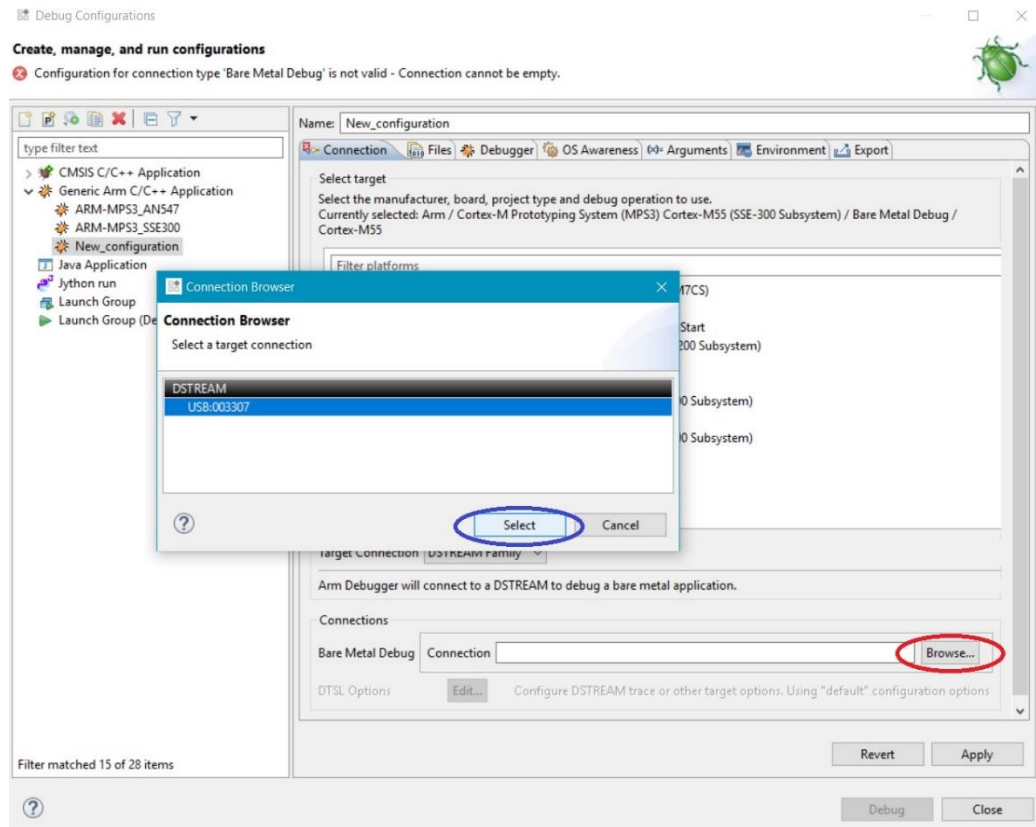 Debug Configurations
Create, manage, and run configurations
Configuration for connection type 'Bare Metal Debug' is not valid - Connection cannot be empty.
type filter text
CMSIS C/C++ Application
Generic Arm C/C++ Application
ARM-MPS3_AN547
ARM-MPS3_SSE300
New_configuration
Java Application
Jython run
Launch Group
Launch Group (De
Filter matched 15 of 28 items
Name: New_configuration
Connection Files Debugger OS Awareness (x)= Arguments Environment Export
Select target
Select the manufacturer, board, project type and debug operation to use.
Currently selected: Arm / Cortex-M Prototyping System (MPS3) Cortex-M55 (SSE-300 Subsystem) / Bare Metal Debug /
Cortex-M55
Filter platforms
M7CS)
Start
200 Subsystem)
00 Subsystem)
00 Subsystem)
Connection Browser
Connection Browser
Select a target connection
DSTREAM
USB:003307
Select Cancel
Target Connection DSTREAM Family
Arm Debugger will connect to a DSTREAM to debug a bare metal application.
Connections
Bare Metal Debug Connection Browse...
DTSL Options Edit... Configure DSTREAM trace or other target options. Using "default" configuration options
Revert Apply
Debug Close